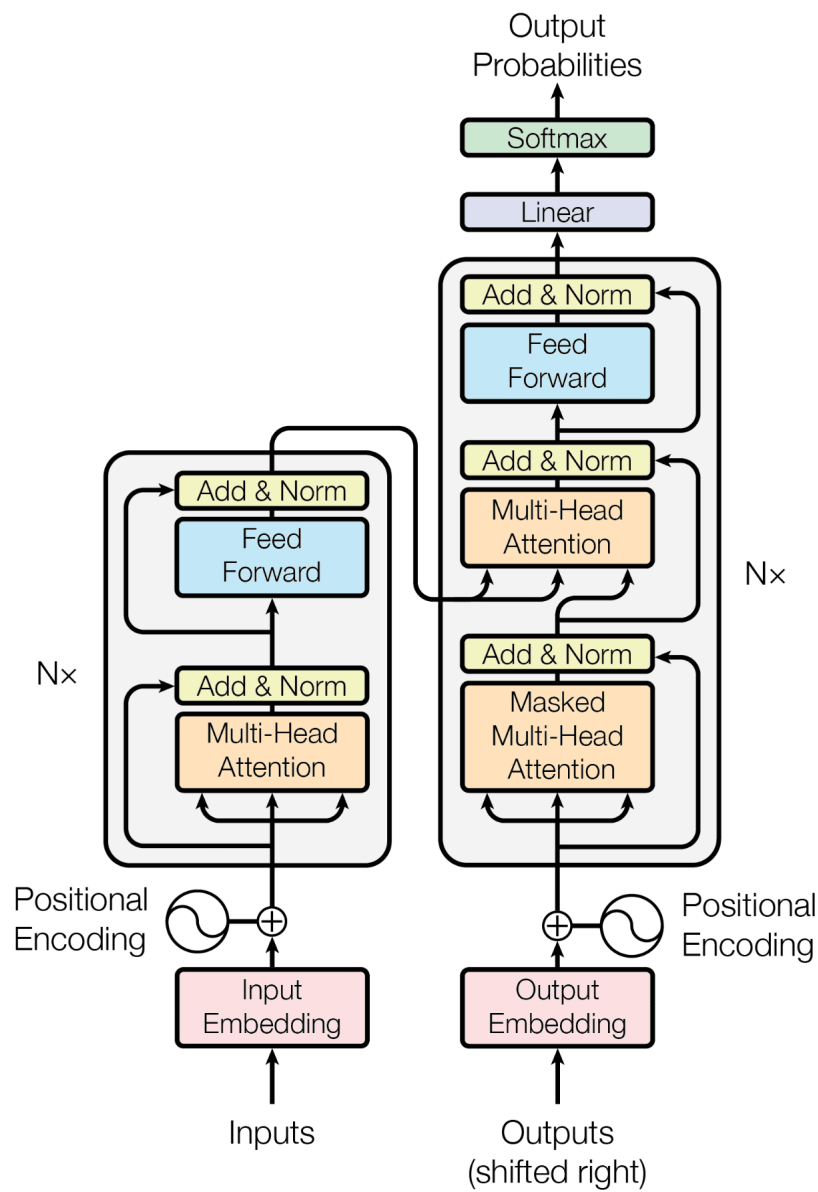 Output
Probabilities
Softmax
Linear
Add & Norm
Feed
Forward
Add & Norm
Multi-Head
Attention
Add & Norm
Masked
Multi-Head
Attention
N×
Add & Norm
Feed
Forward
Add & Norm
Multi-Head
Attention
N×
Positional
Encoding
Positional
Encoding
Input
Embedding
Output
Embedding
Inputs
Outputs
(shifted right)